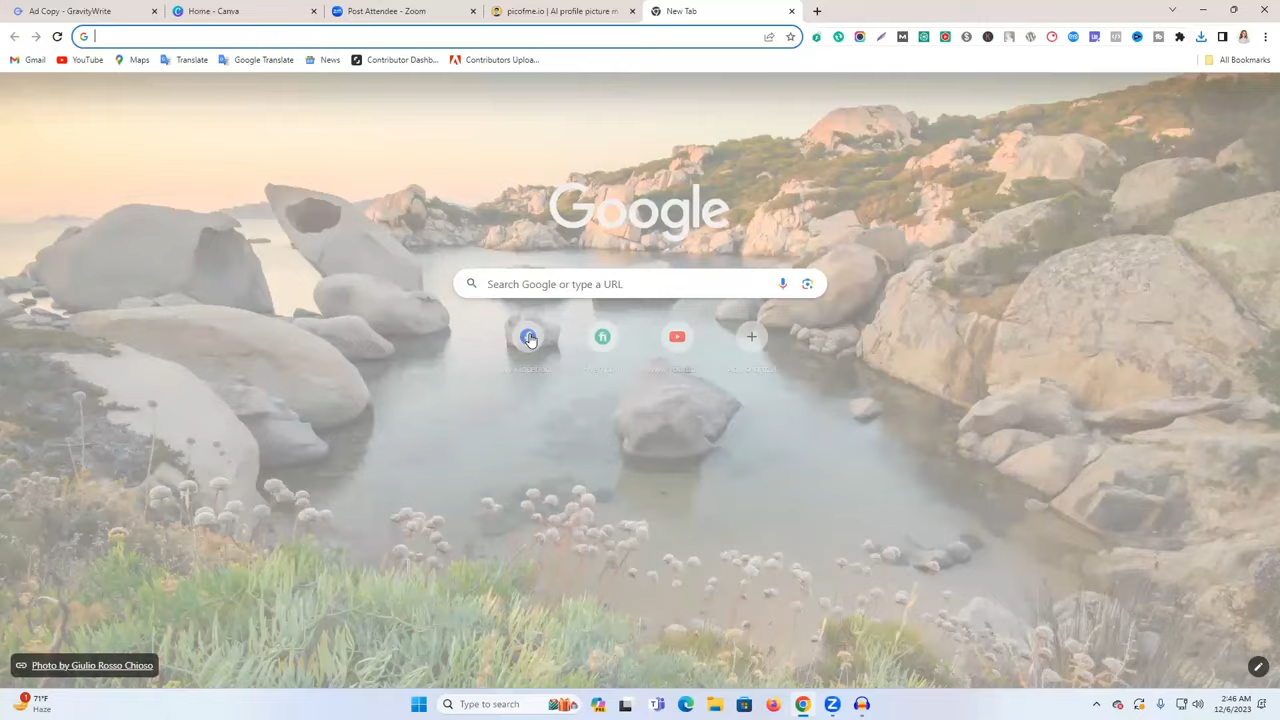 Ad Copy - GravityWrite
Home - Canva
Post Attendee - Zoom
picofme.io | AI profile picture m
New Tab
Gmail
YouTube
Maps
Translate
Google Translate
News
Contributor Dashb...
Contributors Uploa...
All Bookmarks
Google
Search Google or type a URL
Photo by Giulio Rosso Chioso
71°F
Haze
Type to search
2:46 AM
12/6/2023